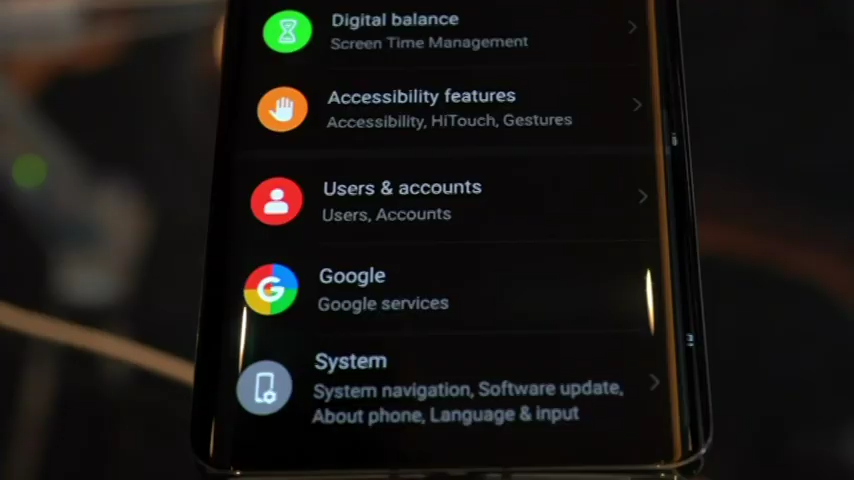 Digital balance
Screen Time Management
Accessibility features
Accessibility, HiTouch, Gestures
Users & accounts
Users, Accounts
Google
Google services
System
System navigation, Software update,
About phone, Language & input